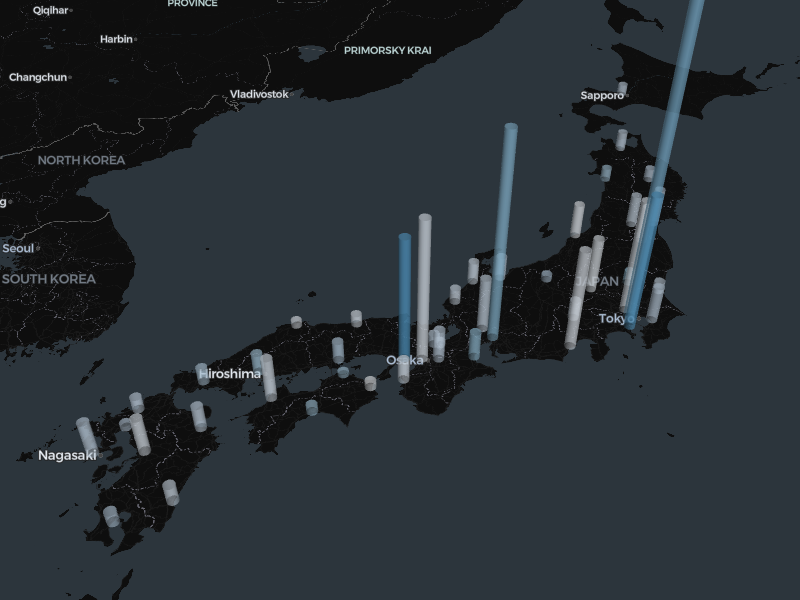 PROVINCE
Qiqihar
Harbin
PRIMORSKY KRAI
Changchun
Vladivostok
Sapporo
NORTH KOREA
g
Seoul
SOUTH KOREA
JAPAN
Tokyo
Osaka
Hiroshima
Nagasaki